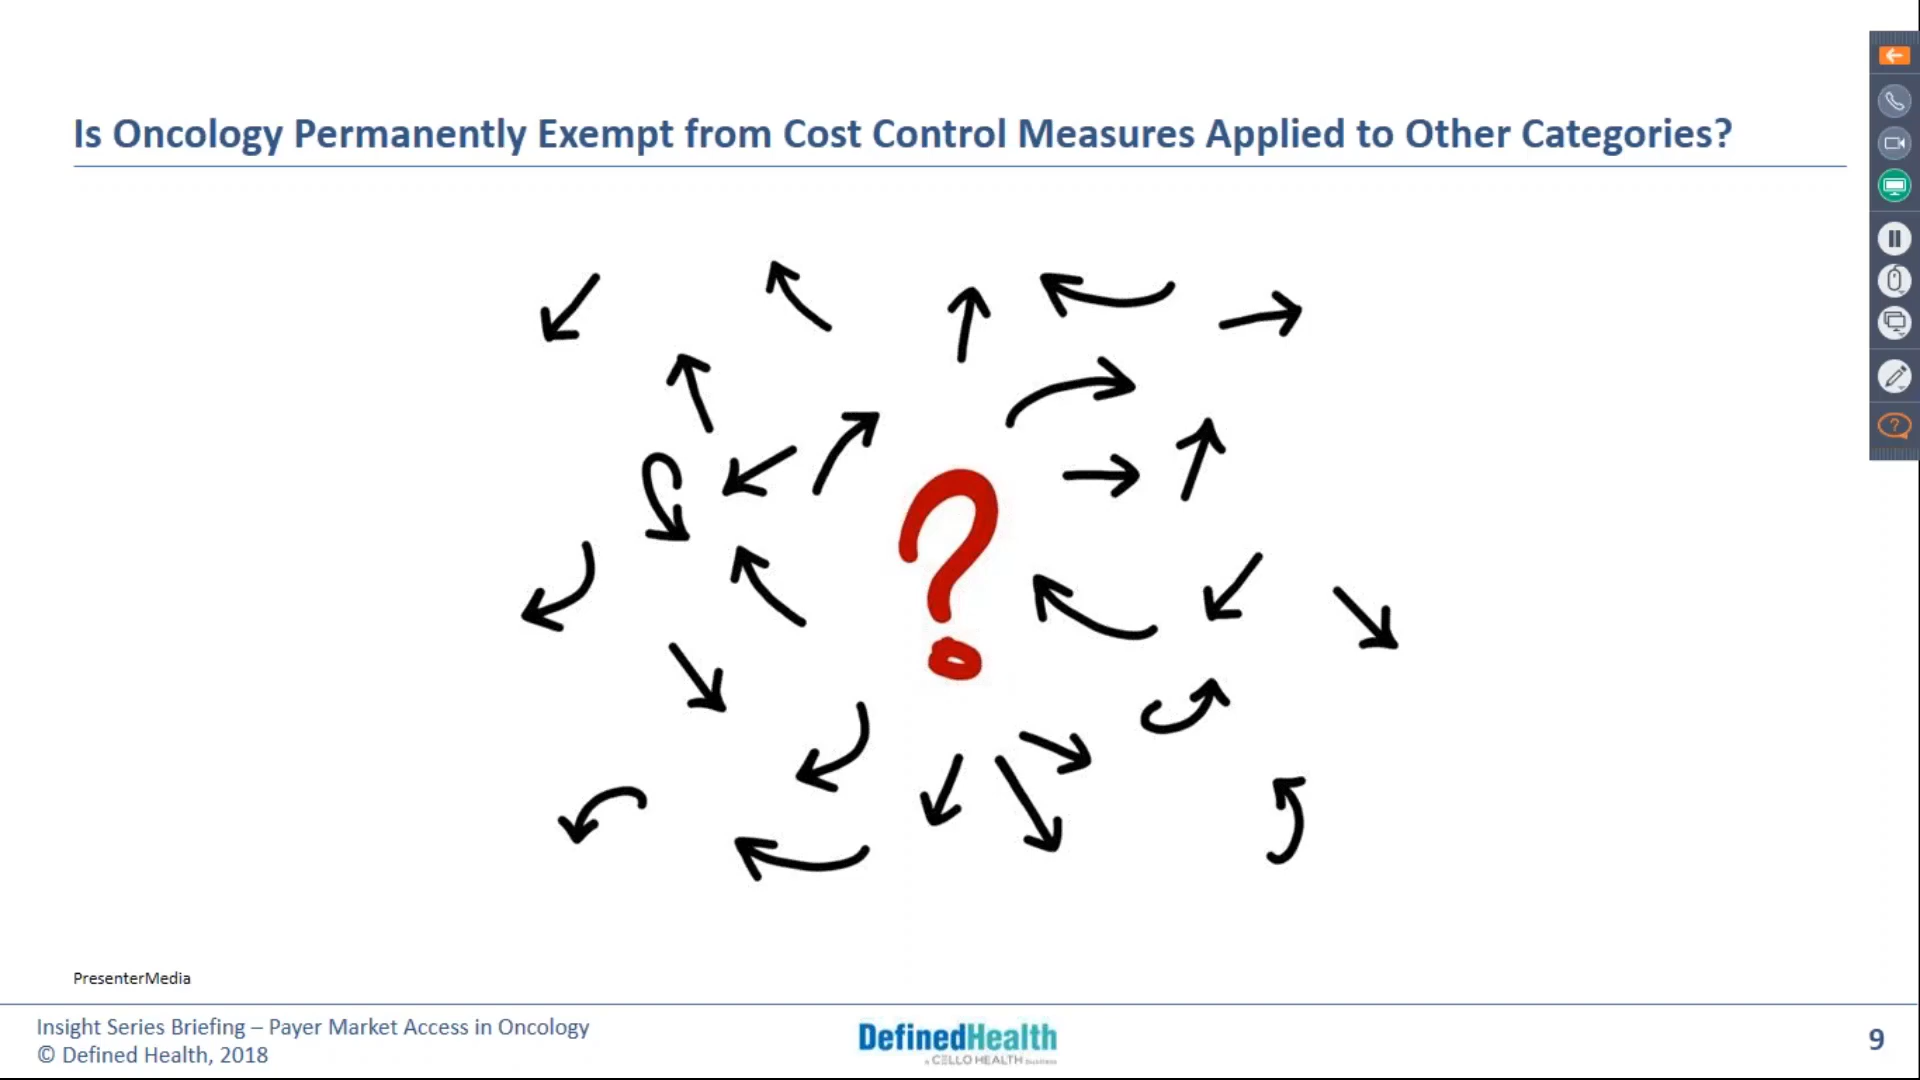 Is Oncology Permanently Exempt from Cost Control Measures Applied to Other Categories?
?
PresenterMedia
Insight Series Briefing – Payer Market Access in Oncology
© Defined Health, 2018
DefinedHealth
a CELLO HEALTH business
9